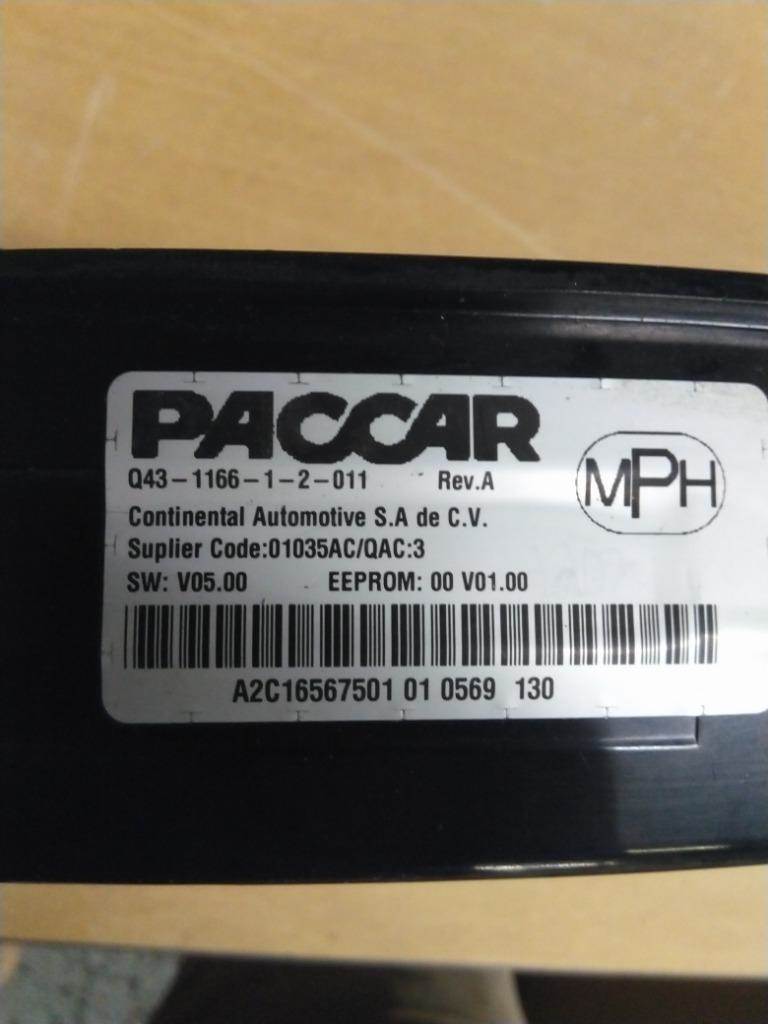 PACCAR
Q43-1166-1-2-011 Rev.A
MPH
Continental Automotive S.A de C.V.
Suplier Code:01035AC/QAC:3
SW: V05.00 EEPROM: 00 V01.00
A2C16567501 01 0569 130